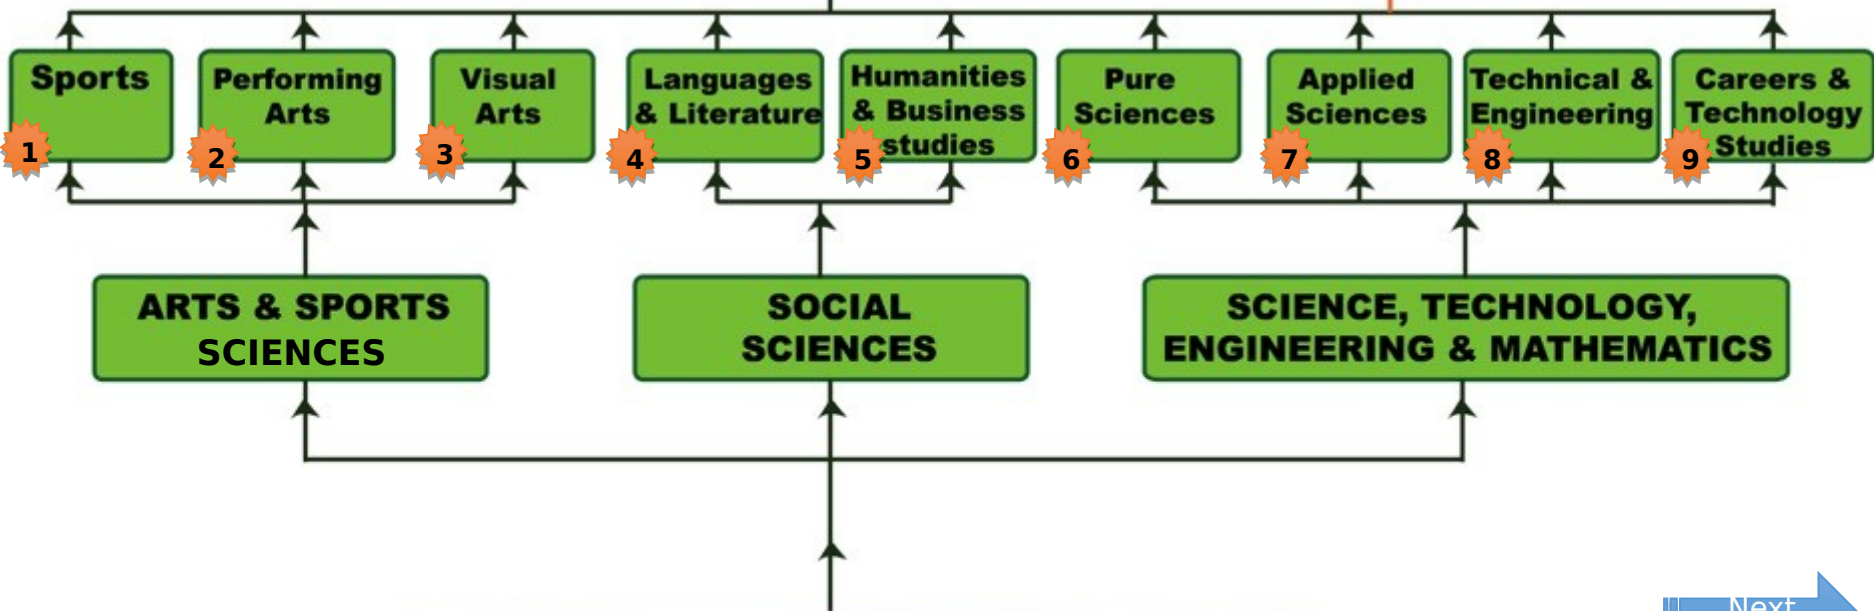 Sports
Performing
Arts
Visual
Arts
Languages
& Literature
Humanities
& Business
studies
Pure
Sciences
Applied
Sciences
Technical &
Engineering
Careers &
Technology
Studies
1
2
3
4
5
6
7
8
9
ARTS & SPORTS
SCIENCES
SOCIAL
SCIENCES
SCIENCE, TECHNOLOGY,
ENGINEERING & MATHEMATICS
Next